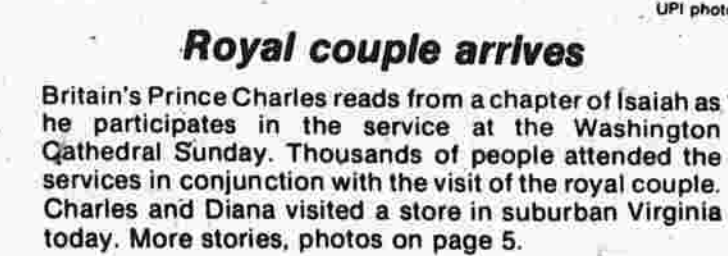 UPI photo
Royal couple arrives
Britain's Prince Charles reads from a chapter of Isaiah as
he participates in the service at the Washington
Cathedral Sunday. Thousands of people attended the
services in conjunction with the visit of the royal couple.
Charles and Diana visited a store in suburban Virginia
today. More stories, photos on page 5.